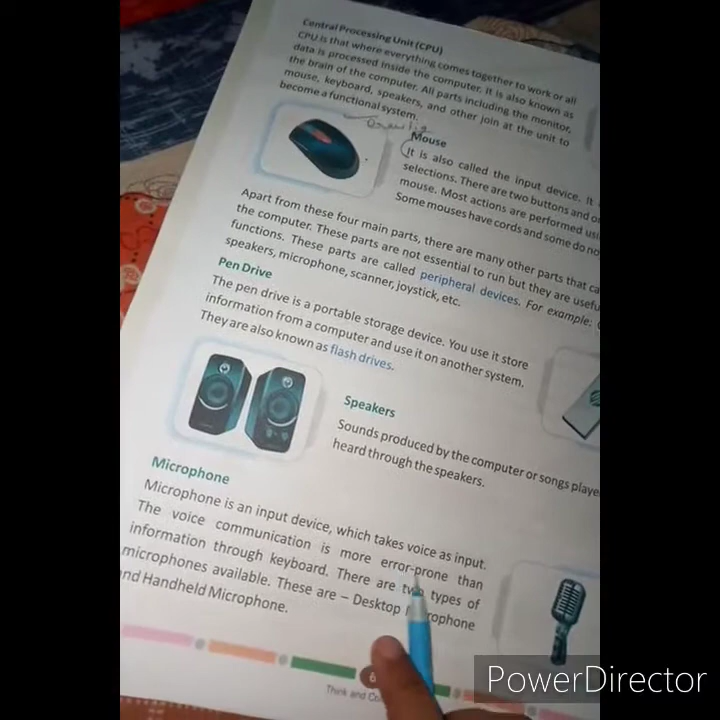 Central Processing Unit (CPU)
CPU is that where everything comes together to work or all
data is processed inside the computer. It is also known as
the brain of the computer. All parts including the monitor,
mouse, keyboard, speakers, and other join at the unit to
become a functional system.
Mouse
It is also called the input device. It
selections. There are two buttons and
mouse. Most actions are performed
Some mouses have cords and some do
Apart from these four main parts, there are many other parts that
the computer. These parts are not essential to run but they are
functions. These parts are called peripheral devices. For example:
speakers, microphone, scanner, joystick, etc.
Pen Drive
The pen drive is a portable storage device. You use it store
information from a computer and use it on another system.
They are also known as flash drives.
Speakers
Sounds produced by the computer or songs
heard through the speakers.
Microphone
Microphone is an input device, which takes voice as input.
The voice communication is more error-prone than
information through keyboard. There are two types of
microphones available. These are – Desktop
and Handheld Microphone.
6
Think and
PowerDirector